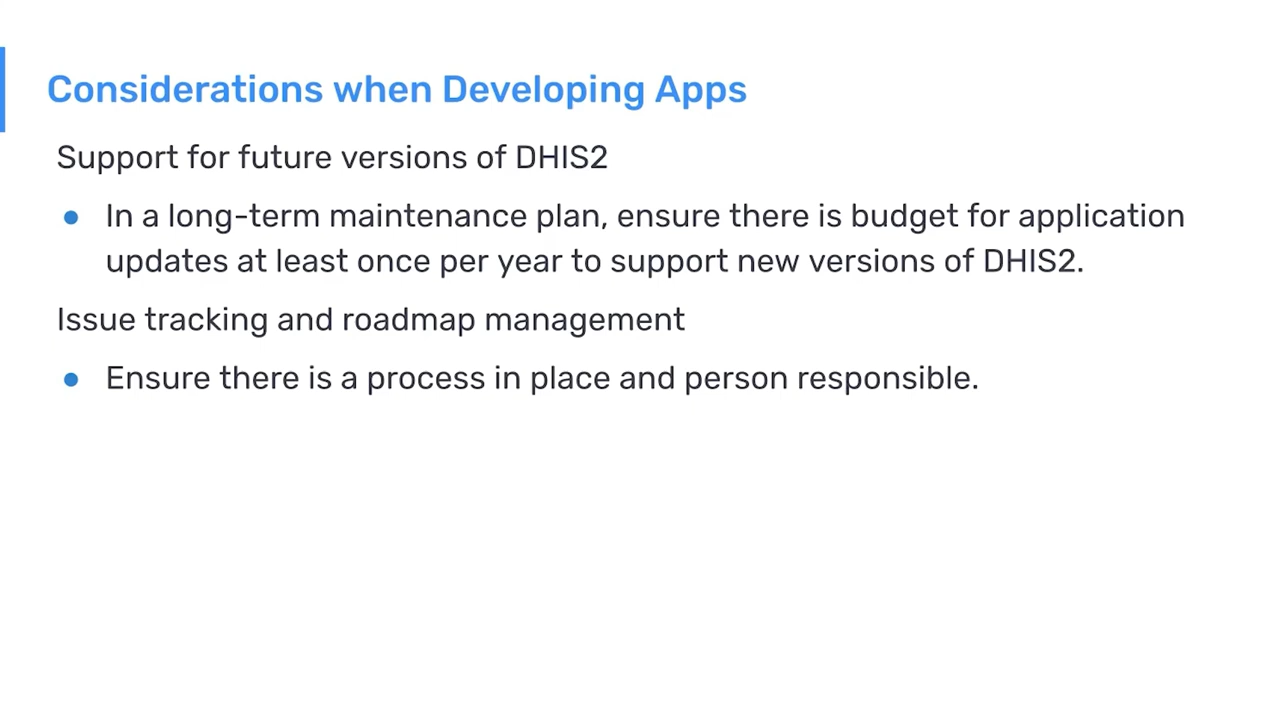 Considerations when Developing Apps
Support for future versions of DHIS2
● In a long-term maintenance plan, ensure there is budget for application
updates at least once per year to support new versions of DHIS2.
Issue tracking and roadmap management
● Ensure there is a process in place and person responsible.